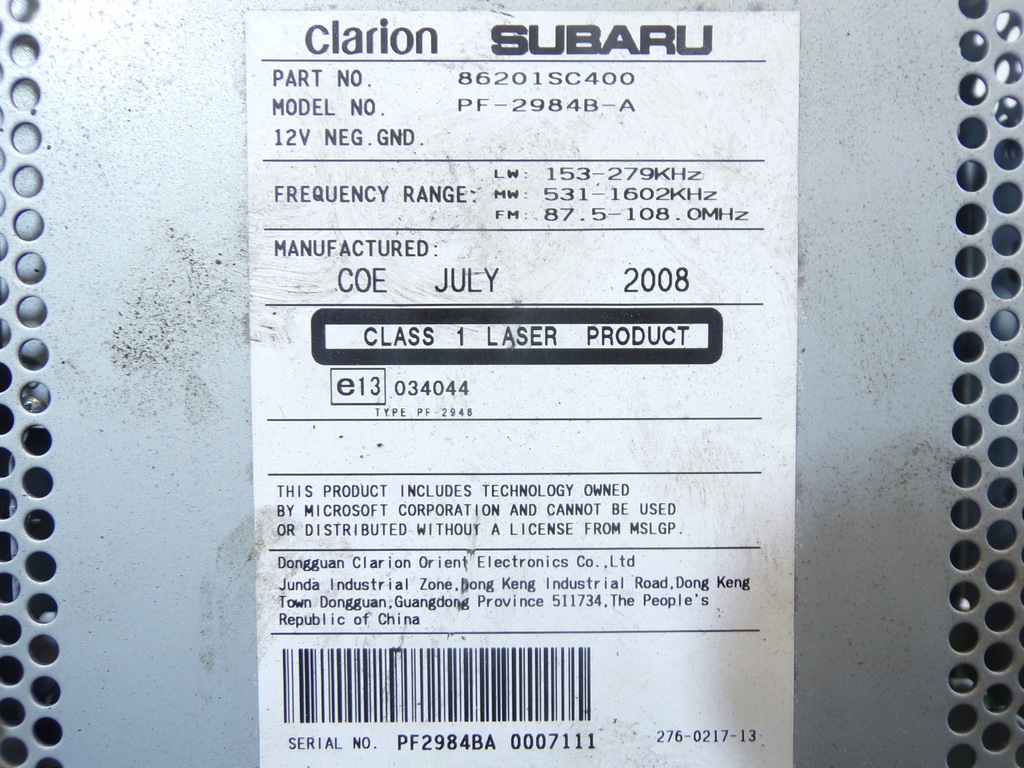 clarion SUBARU
PART NO. 86201SC400
MODEL NO. PF-2984B-A
12V NEG.GND.
FREQUENCY RANGE: LW: 153-279KHz
MW: 531-1602KHz
FM: 87.5-108.0MHz
MANUFACTURED:
COE JULY 2008
CLASS 1 LASER PRODUCT
e13 034044
TYPE PF-2946
THIS PRODUCT INCLUDES TECHNOLOGY OWNED
BY MICROSOFT CORPORATION AND CANNOT BE USED
OR DISTRIBUTED WITHOUT A LICENSE FROM MSLGP.
Dongguan Clarion Orient Electronics Co.,Ltd
Junda Industrial Zone,Dong Keng Industrial Road,Dong Keng
Town Dongguan,Guangdong Province 511734,The People's
Republic of China
SERIAL NO. PF2984BA 0007111 276-0217-13